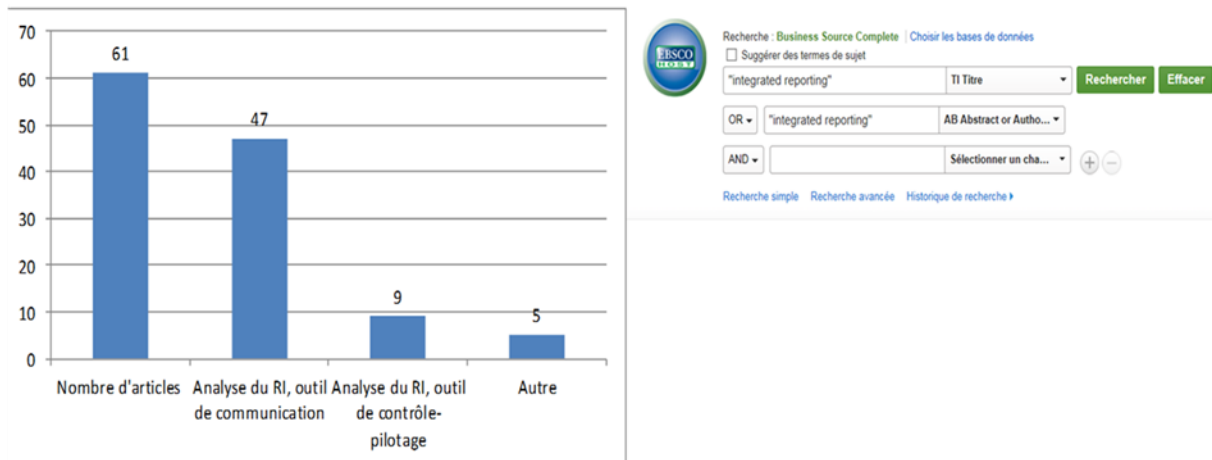 70
60
50
40
30
20
10
0
61
47
9
5
Nombre d'articles
Analyse du RI, outil
de communication
Analyse du RI, outil
de contrôle-
pilotage
Autre
EBSCO
HOST
Recherche : Business Source Complete | Choisir les bases de données
Suggérer des termes de sujet
"integrated reporting" TI Titre Rechercher Effacer
OR "integrated reporting" AB Abstract or Autho...
AND Sélectionner un cha...
Recherche simple Recherche avancée Historique de recherche